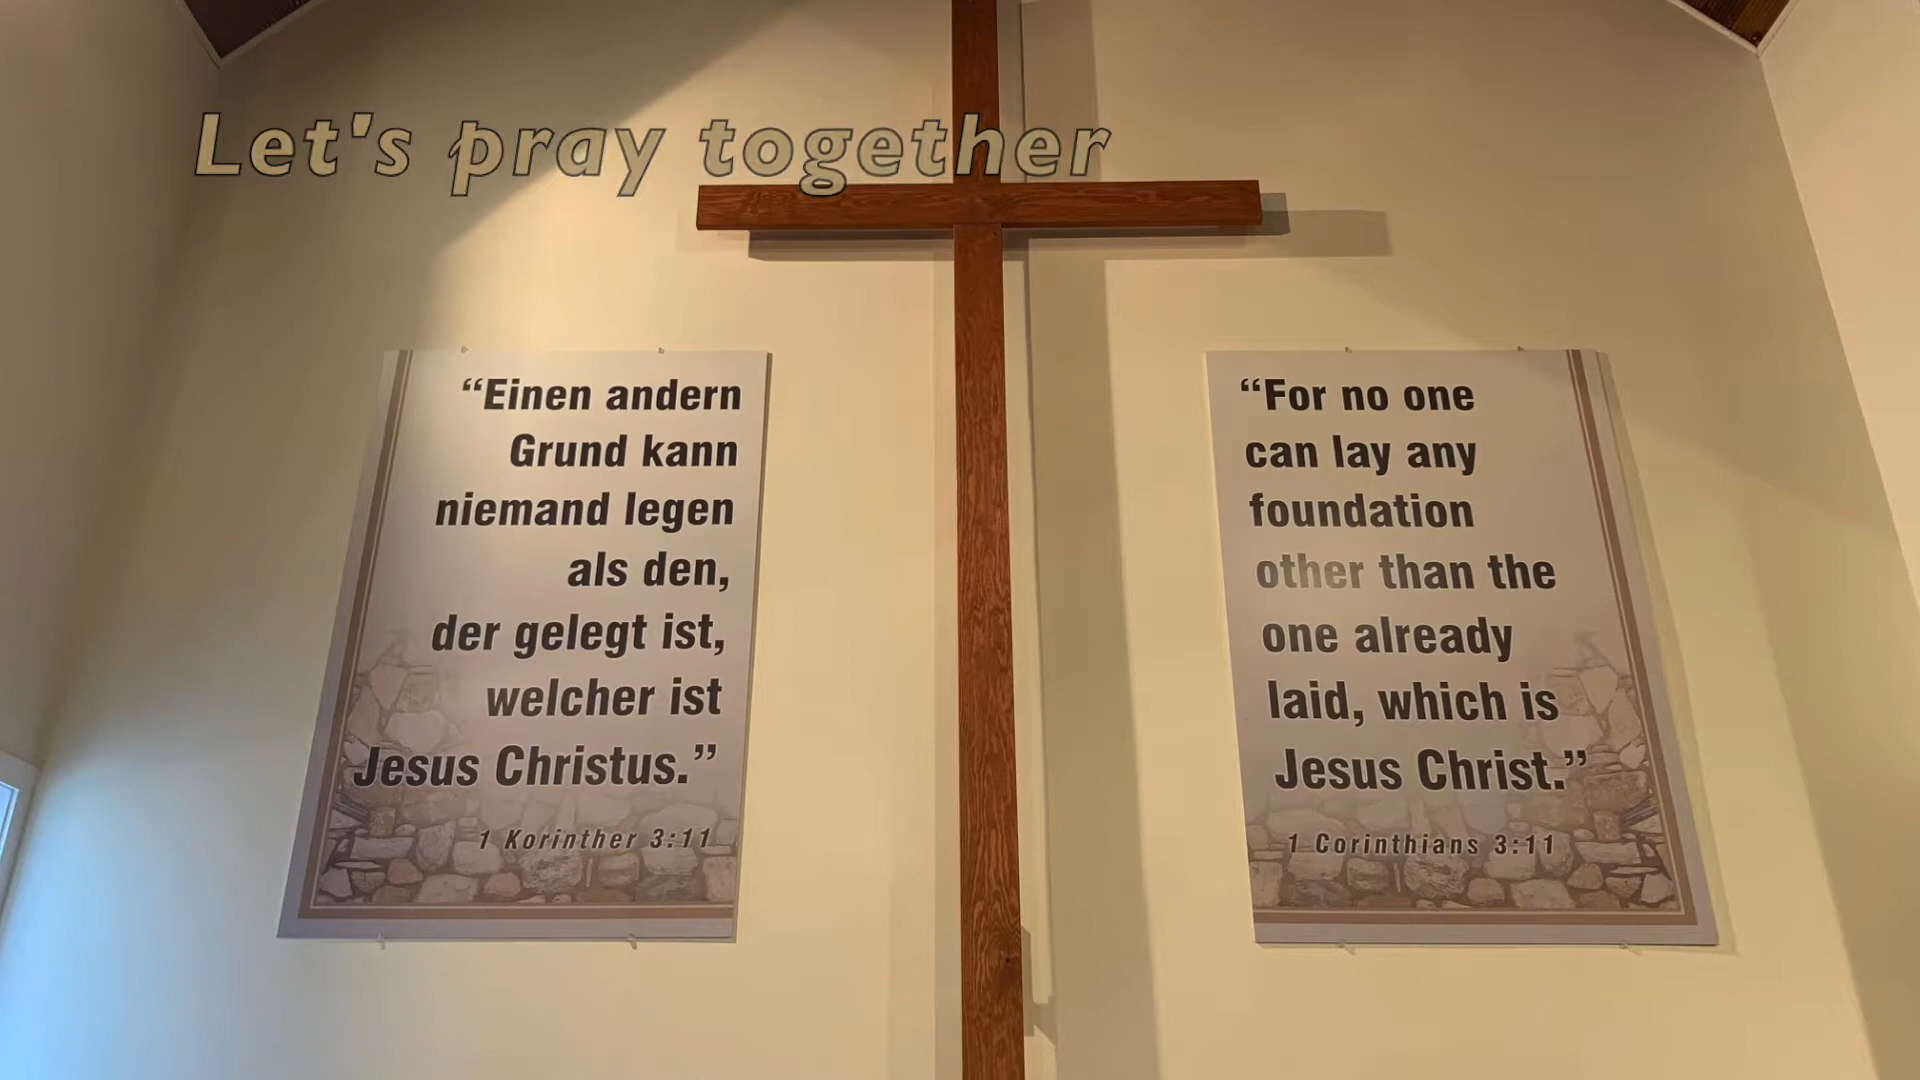 Let's pray together
“Einen andern
Grund kann
niemand legen
als den,
der gelegt ist,
welcher ist
Jesus Christus.”
1 Korinther 3:11
“For no one
can lay any
foundation
other than the
one already
laid, which is
Jesus Christ.”
1 Corinthians 3:11